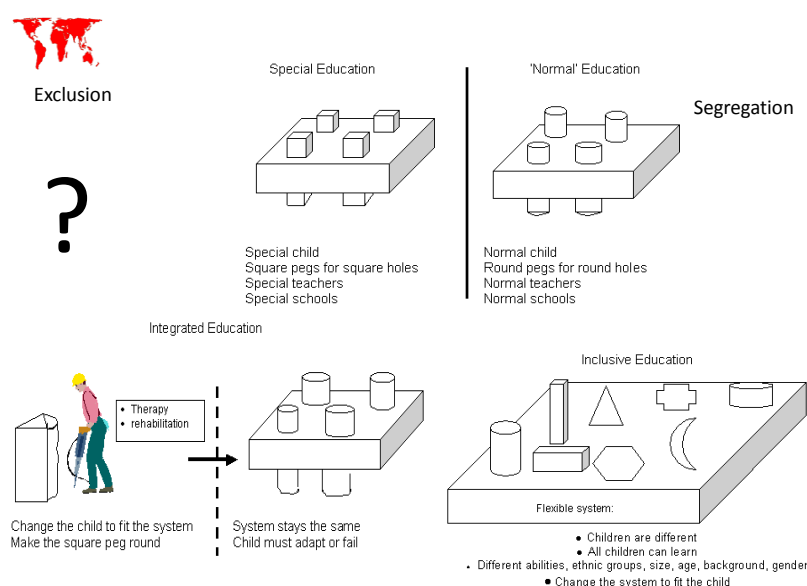 Exclusion
?
Special Education
'Normal' Education
Segregation
Special child
Square pegs for square holes
Special teachers
Special schools
Normal child
Round pegs for round holes
Normal teachers
Normal schools
Integrated Education
• Therapy
• rehabilitation
Change the child to fit the system
Make the square peg round
System stays the same
Child must adapt or fail
Inclusive Education
Flexible system:
• Children are different
• All children can learn
• Different abilities, ethnic groups, size, age, background, gender
• Change the system to fit the child